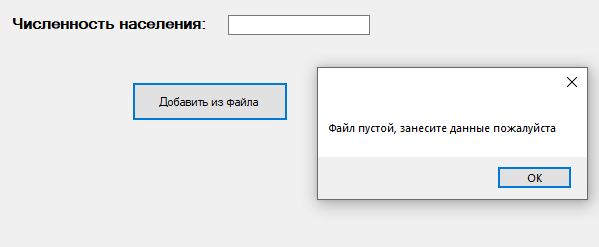 Численность населения:
Добавить из файла
Файл пустой, занесите данные пожалуйста
OK